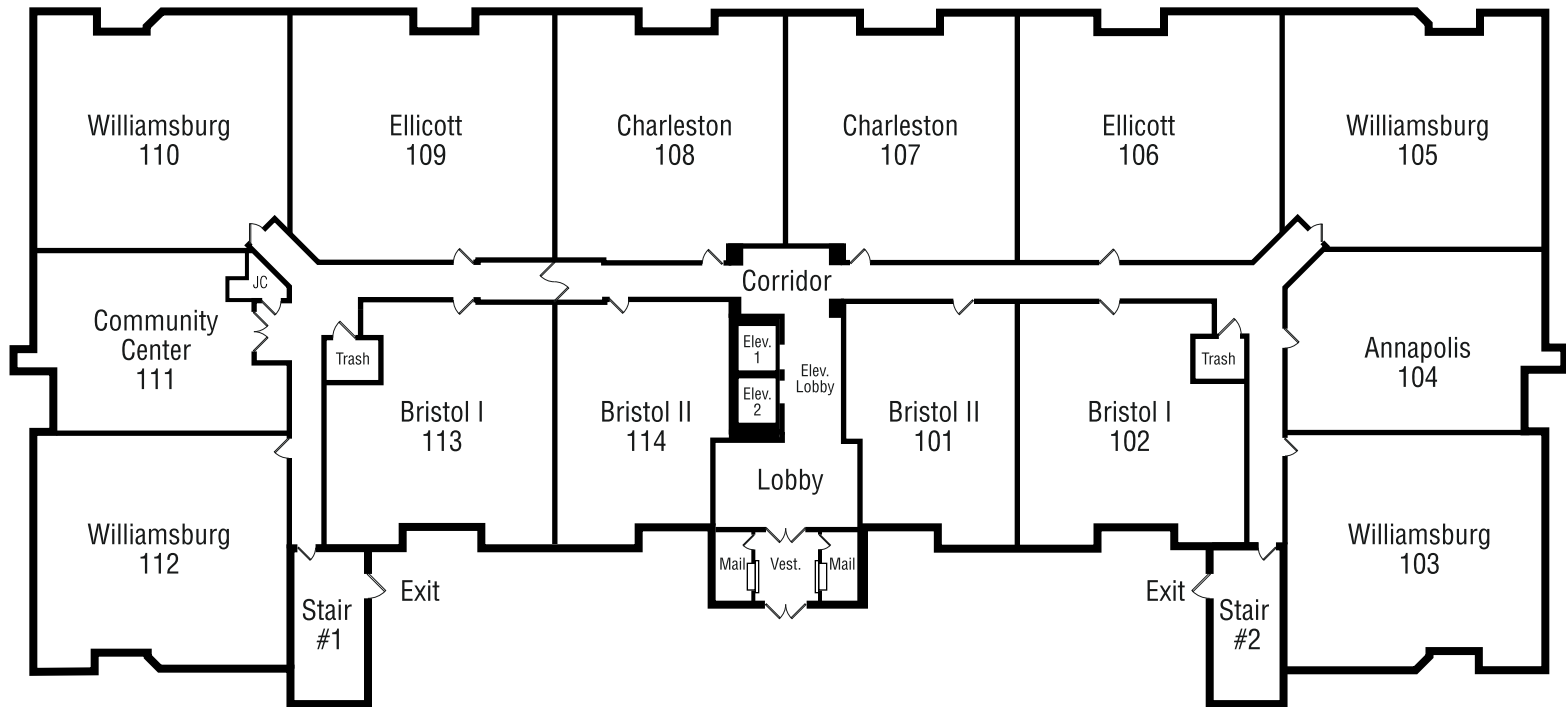 Williamsburg
110
Ellicott
109
Charleston
108
Charleston
107
Ellicott
106
Williamsburg
105
JC
Corridor
Community
Center
111
Trash
Elev.
1
Elev.
2
Elev.
Lobby
Trash
Annapolis
104
Bristol I
113
Bristol II
114
Bristol II
101
Bristol I
102
Lobby
Williamsburg
112
Mail
Vest.
Mail
Williamsburg
103
Exit
Exit
Stair
#1
Stair
#2